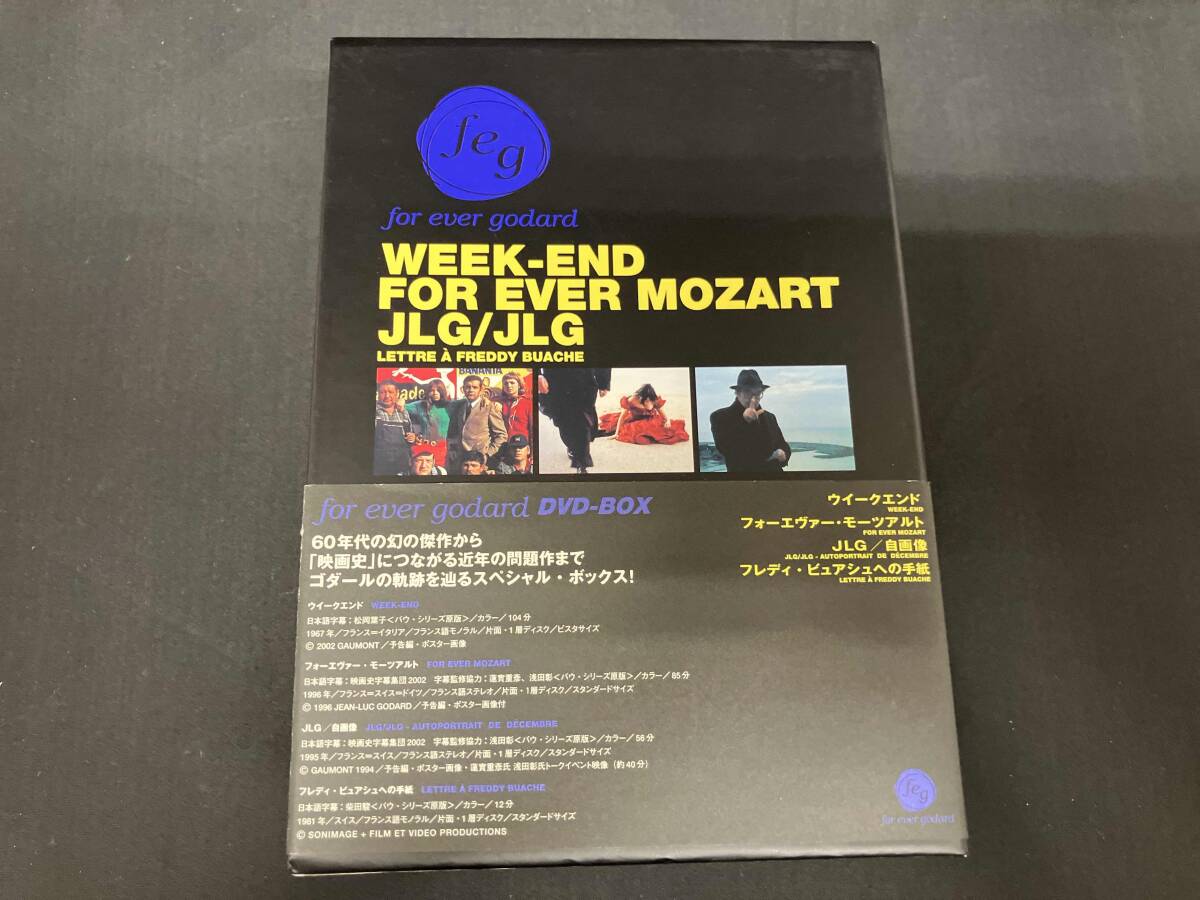 feg
for ever godard
WEEK-END
FOR EVER MOZART
JLG/JLG
LETTRE À FREDDY BUACHE
BANANIA
for ever godard DVD-BOX
60年代の幻の傑作から
「映画史」につながる近年の問題作まで
ゴダールの軌跡を辿るスペシャル・ボックス!
ウイークエンド
WEEK-END
フォーエヴァー・モーツアルト
FOR EVER MOZART
JLG/自画像
JLG/JLG - AUTOPORTRAIT DE DÉCEMBRE
フレディ・ビュアシュへの手紙
LETTRE À FREDDY BUACHE
ウイークエンド WEEK-END
日本語字幕:松岡葉子<パウ・シリーズ原版>/カラー/104分
1967年/フランス=イタリア/フランス語モノラル/片面・1層ディスク/ビスタサイズ
© 2002 GAUMONT/予告編・ポスター画像
フォーエヴァー・モーツアルト FOR EVER MOZART
日本語字幕:映画史字幕集団2002 字幕監修協力:蓮實重彦、浅田彰<パウ・シリーズ原版>/カラー/85分
1996年/フランス=スイス=ドイツ/フランス語ステレオ/片面・1層ディスク/スタンダードサイズ
© 1996 JEAN-LUC GODARD/予告編・ポスター画像付
JLG/自画像 JLG/JLG - AUTOPORTRAIT DE DÉCEMBRE
日本語字幕:映画史字幕集団2002 字幕監修協力:浅田彰<パウ・シリーズ原版>/カラー/56分
1995年/フランス=スイス/フランス語ステレオ/片面・1層ディスク/スタンダードサイズ
© GAUMONT 1994/予告編・ポスター画像・蓮實重彦氏 浅田彰氏トークイベント映像(約40分)
フレディ・ビュアシュへの手紙 LETTRE À FREDDY BUACHE
日本語字幕:柴田駿<パウ・シリーズ原版>/カラー/12分
1981年/スイス/フランス語モノラル/片面・1層ディスク/スタンダードサイズ
© SONIMAGE + FILM ET VIDEO PRODUCTIONS
feg
for ever godard